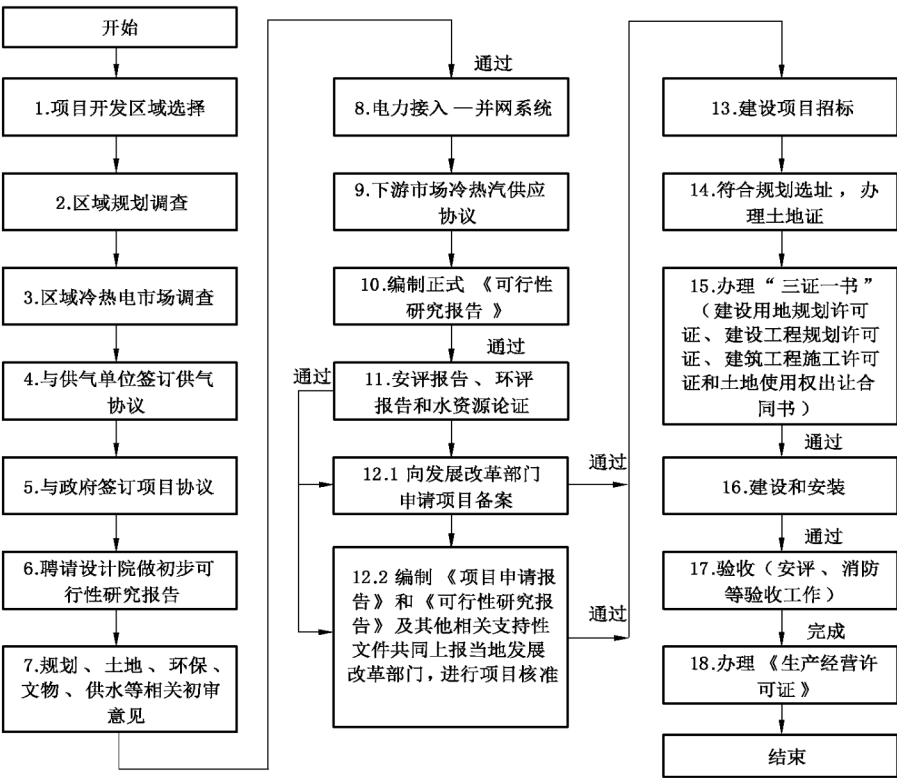 开始
1.项目开发区域选择
2.区域规划调查
3.区域冷热电市场调查
4.与供气单位签订供气
协议
5.与政府签订项目协议
6.聘请设计院做初步可
行性研究报告
7.规划、土地、环保、
文物、供水等相关初审
意见
通过
8.电力接入—并网系统
9.下游市场冷热汽供应
协议
10.编制正式《可行性
研究报告》
通过
通过
11.安评报告、环评
报告和水资源论证
12.1 向发展改革部门
申请项目备案
通过
12.2 编制《项目申请报
告》和《可行性研究报
告》及其他相关支持性
文件共同上报当地发展
改革部门，进行项目核准
通过
13.建设项目招标
14.符合规划选址，办
理土地证
15.办理“三证一书”
（建设用地规划许可
证、建设工程规划许可
证、建筑工程施工许可
证和土地使用权出让合
同书）
通过
16.建设和安装
通过
17.验收（安评、消防
等验收工作）
完成
18.办理《生产经营许
可证》
结束